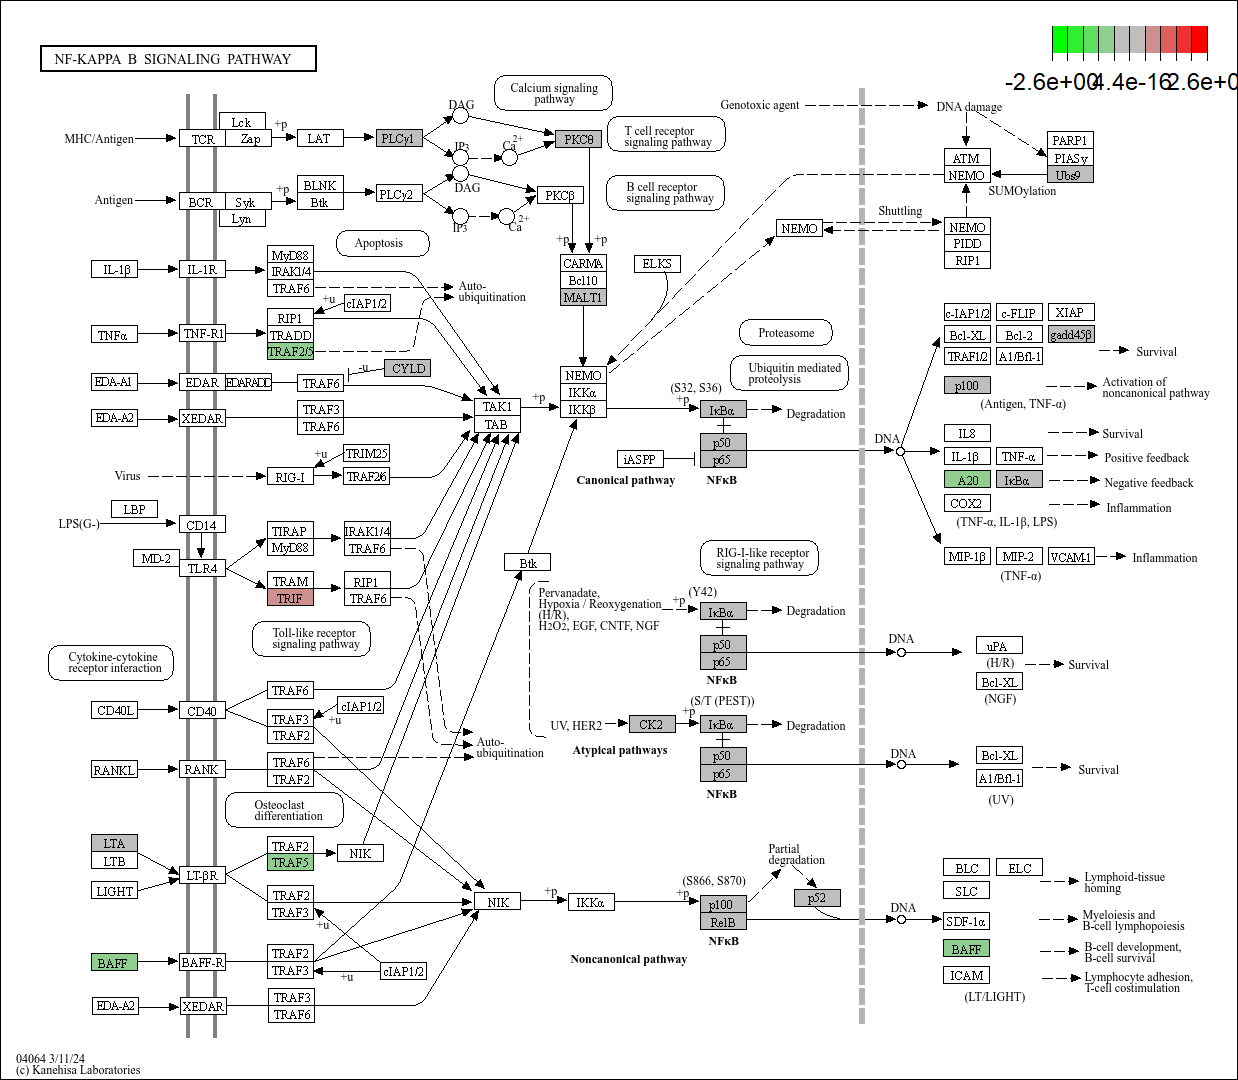 NF-KAPPA B SIGNALING PATHWAY
-2.6e+00
4.4e-16
2.6e+0
Calcium signaling
pathway
Genotoxic agent
DNA damage
MHC/Antigen
TCR
Lck
Zap
+p
LAT
PLCγ1
DAG
IP3
Ca
2+
PKCθ
T cell receptor
signaling pathway
ATM
NEMO
PARP1
PIASy
Ubs9
SUMOylation
Antigen
BCR
Syk
Lyn
+p
BLNK
Btk
PLCγ2
DAG
IP3
Ca
2+
PKCβ
B cell receptor
signaling pathway
Shuttling
NEMO
NEMO
PIDD
RIP1
Apoptosis
+p
+p
IL-1β
IL-1R
MyD88
IRAK1/4
TRAF6
Auto-
ubiquitination
CARMA
Bcl10
MALT1
ELKS
+u
cIAP1/2
TNFα
TNF-R1
RIP1
TRADD
TRAF2/5
Proteasome
Ubiquitin mediated
proteolysis
c-IAP1/2
c-FLIP
XIAP
Bcl-XL
Bcl-2
gadd45β
TRAF1/2
A1/Bfl-1
Survival
EDA-A1
EDAR
EDARADD
TRAF6
-u
CYLD
NEMO
IKKα
IKKβ
(S32, S36)
+p
IκBα
Degradation
p100
Activation of
noncanonical pathway
(Antigen, TNF-α)
EDA-A2
XEDAR
TRAF3
TRAF6
TAK1
TAB
+p
p50
p65
NFκB
iASPP
Canonical pathway
DNA
IL8
Survival
IL-1β
TNF-α
Positive feedback
A20
IκBα
Negative feedback
COX2
Inflammation
(TNF-α, IL-1β, LPS)
Virus
RIG-I
+u
TRIM25
TRAF2/6
LBP
LPS(G-)
CD14
MD-2
TLR4
TIRAP
MyD88
IRAK1/4
TRAF6
TRAM
TRIF
RIP1
TRAF6
Btk
RIG-I-like receptor
signaling pathway
MIP-1β
MIP-2
VCAM-1
Inflammation
(TNF-α)
Pervanadate,
Hypoxia / Reoxygenation
(H/R),
H2O2, EGF, CNTF, NGF
+p
(Y42)
IκBα
Degradation
p50
p65
NFκB
DNA
uPA
(H/R)
Bcl-XL
(NGF)
Survival
Toll-like receptor
signaling pathway
Cytokine-cytokine
receptor interaction
CD40L
CD40
TRAF6
TRAF3
TRAF2
cIAP1/2
+u
Auto-
ubiquitination
UV, HER2
CK2
+p
(S/T (PEST))
IκBα
Degradation
Atypical pathways
p50
p65
NFκB
DNA
Bcl-XL
A1/Bfl-1
(UV)
Survival
RANKL
RANK
TRAF6
TRAF2
Osteoclast
differentiation
LTA
LTB
LIGHT
LT-βR
TRAF2
TRAF5
NIK
TRAF2
TRAF3
+u
NIK
+p
IKKα
+p
(S866, S870)
p100
RelB
NFκB
Partial
degradation
p52
DNA
Noncanonical pathway
BLC
ELC
SLC
Lymphoid-tissue
homing
SDF-1α
Myeloiesis and
B-cell lymphopoiesis
BAFF
B-cell development,
B-cell survival
ICAM
Lymphocyte adhesion,
T-cell costimulation
(LT/LIGHT)
BAFF
BAFF-R
TRAF2
TRAF3
+u
cIAP1/2
EDA-A2
XEDAR
TRAF3
TRAF6
04064 3/11/24
(c) Kanehisa Laboratories